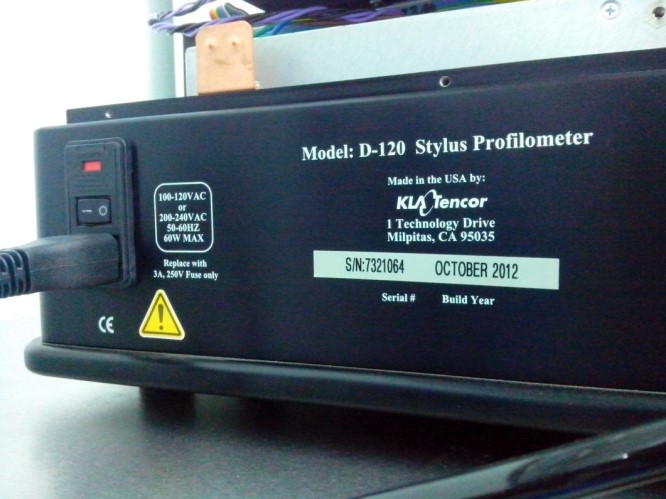 Model: D-120 Stylus Profilometer
Made in the USA by:
KLA Tencor
1 Technology Drive
Milpitas, CA 95035
S/N:7321064 OCTOBER 2012
Serial # Build Year
100-120VAC
or
200-240VAC
50-60HZ
60W MAX
Replace with
3A, 250V Fuse only
CE